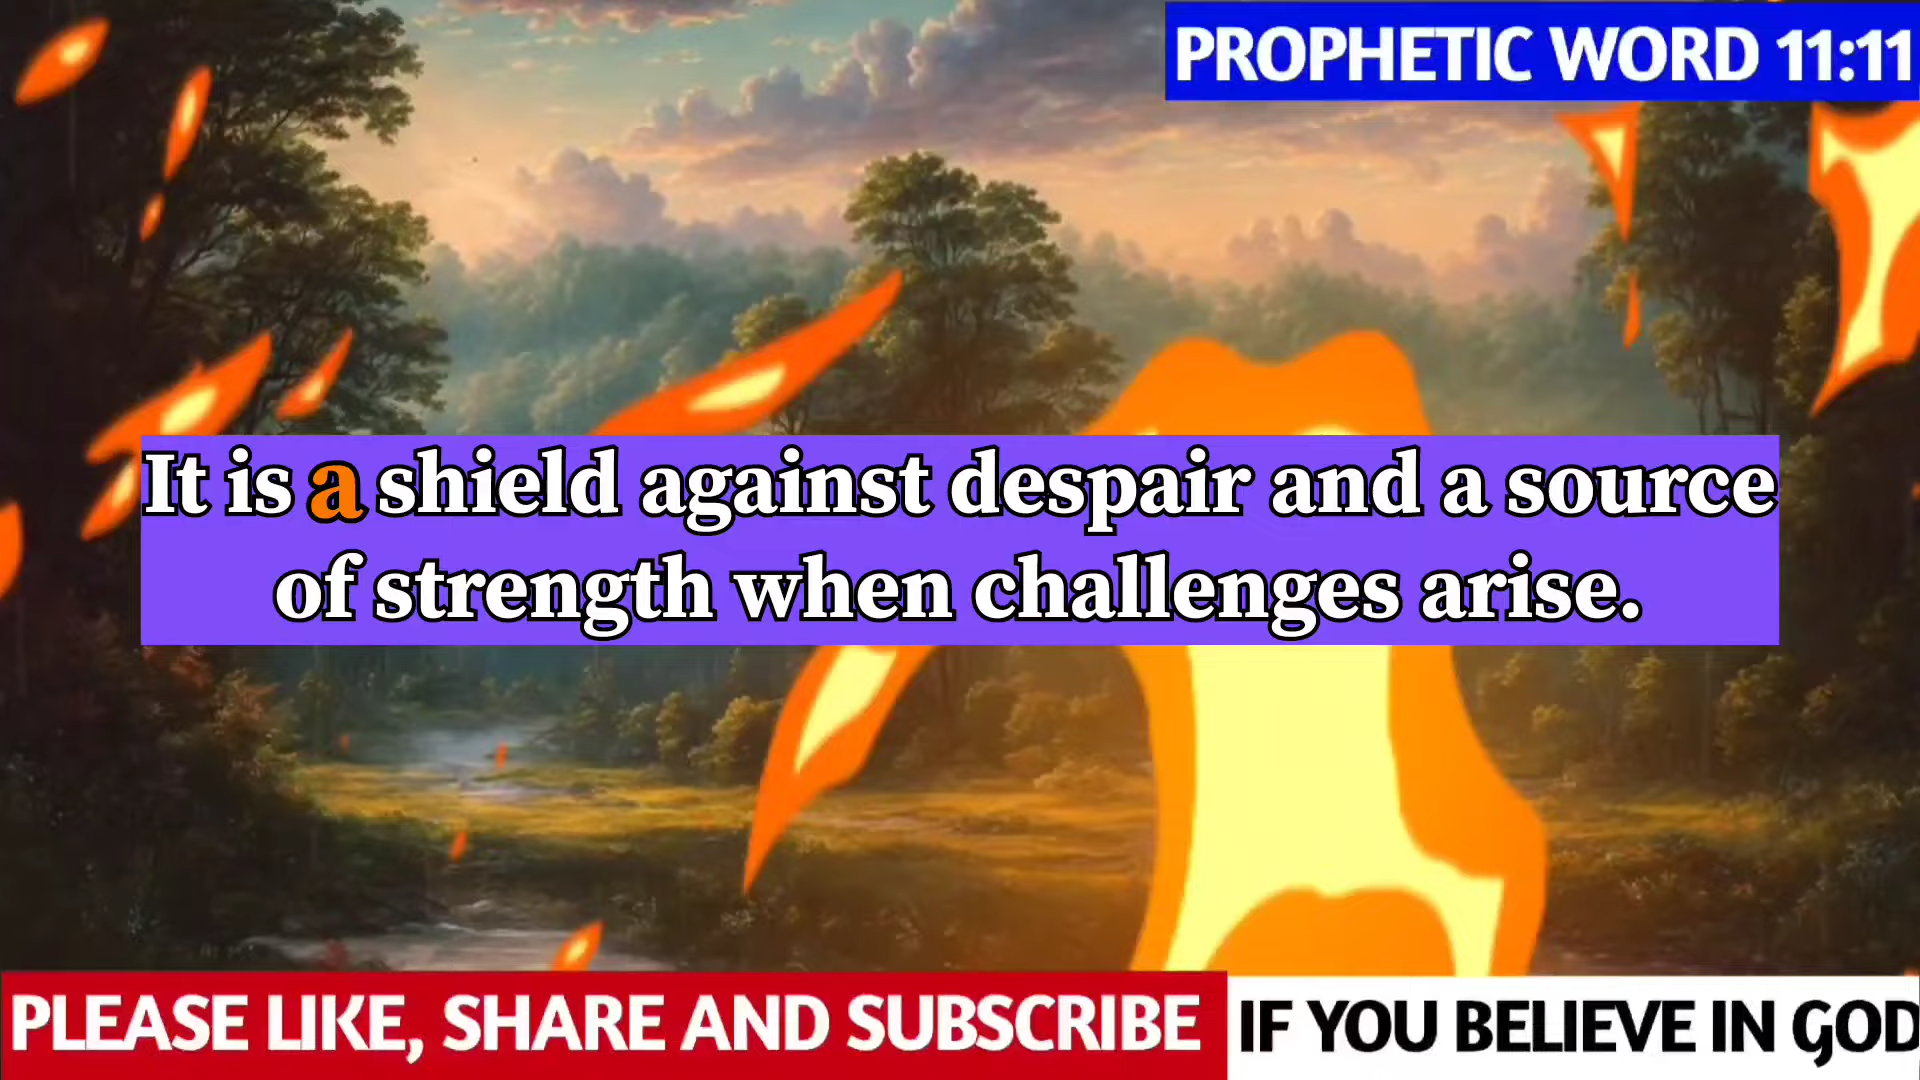 PROPHETIC WORD 11:11
It is a shield against despair and a source
of strength when challenges arise.
PLEASE LIKE, SHARE AND SUBSCRIBE IF YOU BELIEVE IN GOD